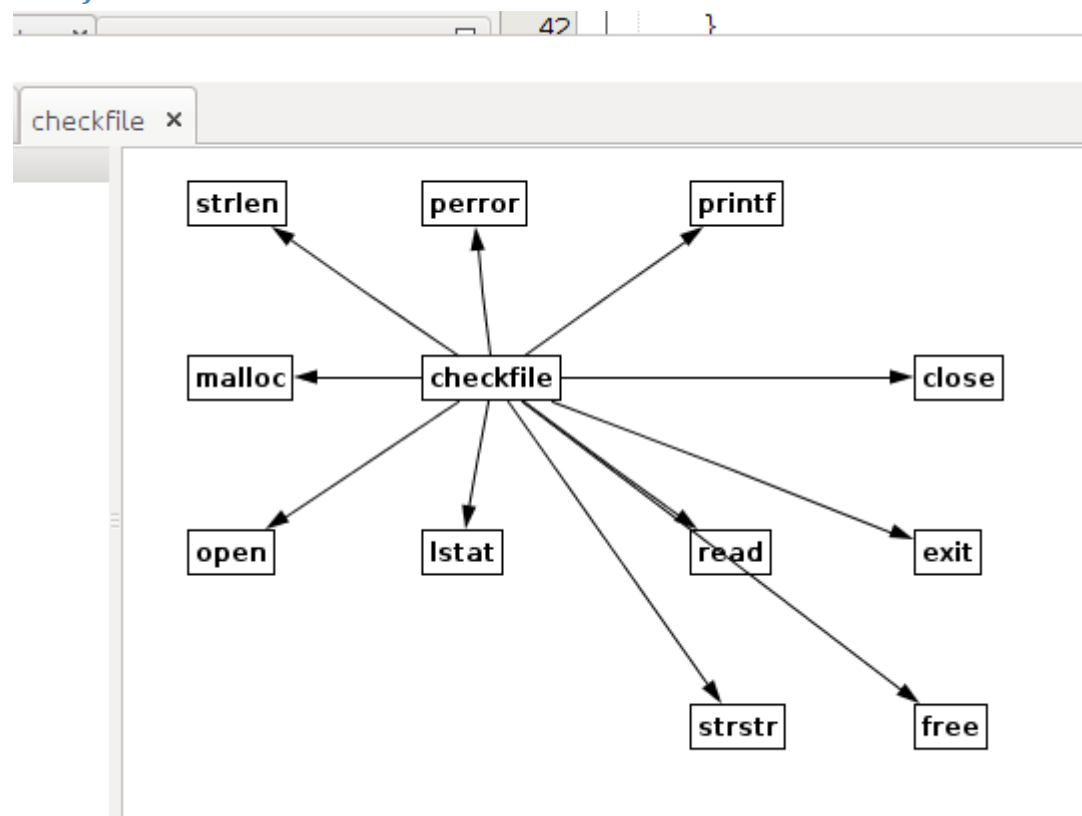 42 }
checkfile ×
strlen perror printf
malloc checkfile close
open lstat read exit
strstr free